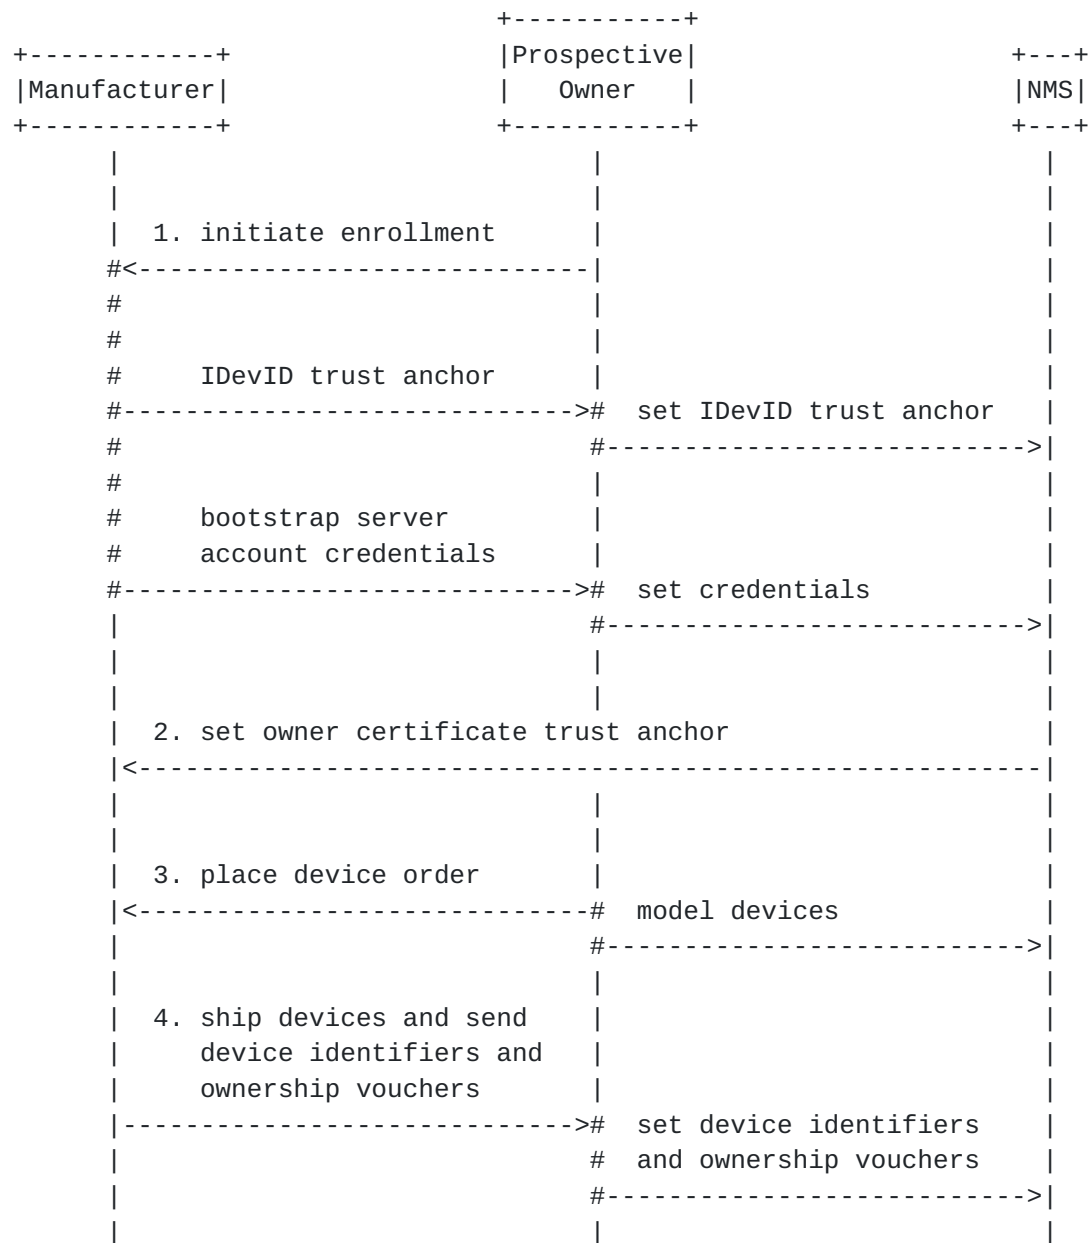 Prospective
Manufacturer Owner NMS
1. initiate enrollment
IDevID trust anchor
set IDevID trust anchor
bootstrap server
account credentials
set credentials
2. set owner certificate trust anchor
3. place device order
model devices
4. ship devices and send
device identifiers and
ownership vouchers
set device identifiers
and ownership vouchers